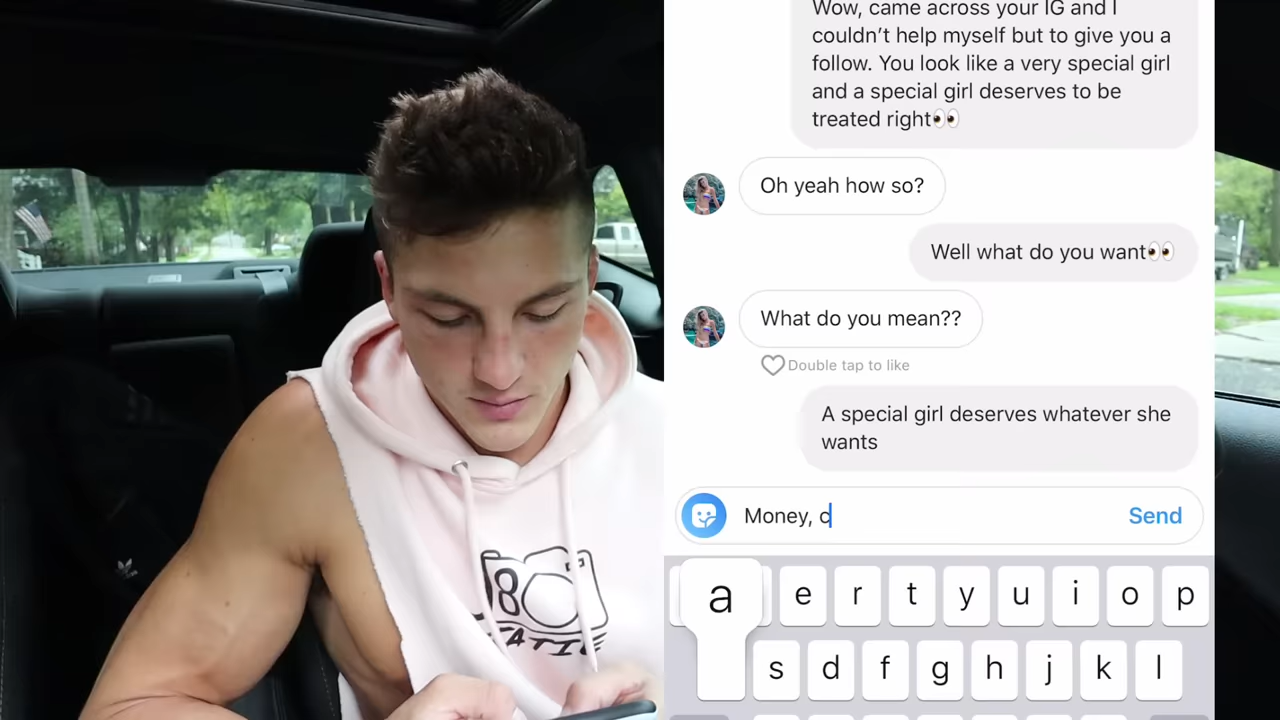 Wow, came across your IG and I
couldn't help myself but to give you a
follow. You look like a very special girl
and a special girl deserves to be
treated right👀
Oh yeah how so?
Well what do you want👀
What do you mean??
Double tap to like
A special girl deserves whatever she
wants
Money, c
Send
a e r t y u i o p
s d f g h j k l
80